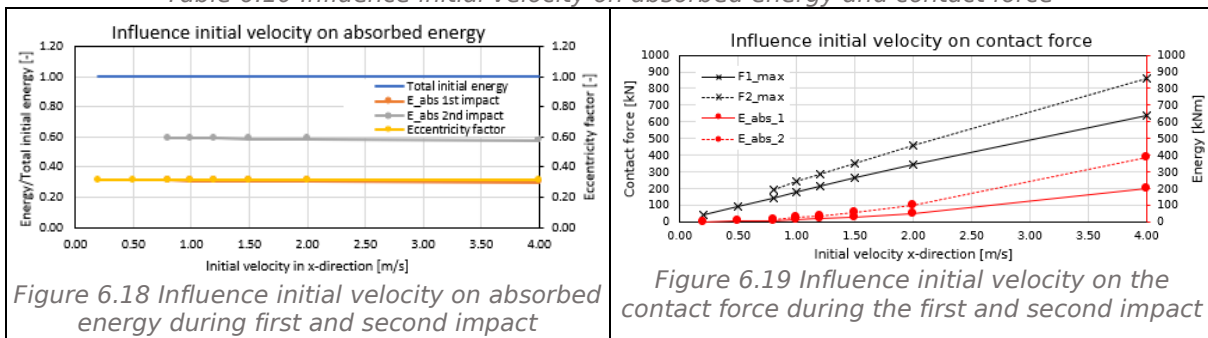 Table 6.10 Influence initial velocity on absorbed energy and contact force
Influence initial velocity on absorbed energy
1.20
1.00
0.80
0.60
0.40
0.20
0.00
Energy/Total initial energy [-]
Total initial energy
E_abs 1st impact
E_abs 2nd impact
Eccentricity factor
1.20
1.00
0.80
0.60
0.40
0.20
0.00
Eccentricity factor [-]
0.00 0.50 1.00 1.50 2.00 2.50 3.00 3.50 4.00
Initial velocity in x-direction [m/s]
Figure 6.18 Influence initial velocity on absorbed
energy during first and second impact
Influence initial velocity on contact force
1000
900
800
700
600
500
400
300
200
100
0
Contact force [kN]
F1_max
F2_max
E_abs_1
E_abs_2
1000
900
800
700
600
500
400
300
200
100
0
Energy [kNm]
0.00 0.50 1.00 1.50 2.00 2.50 3.00 3.50 4.00
Initial velocity x-direction [m/s]
Figure 6.19 Influence initial velocity on the
contact force during the first and second impact